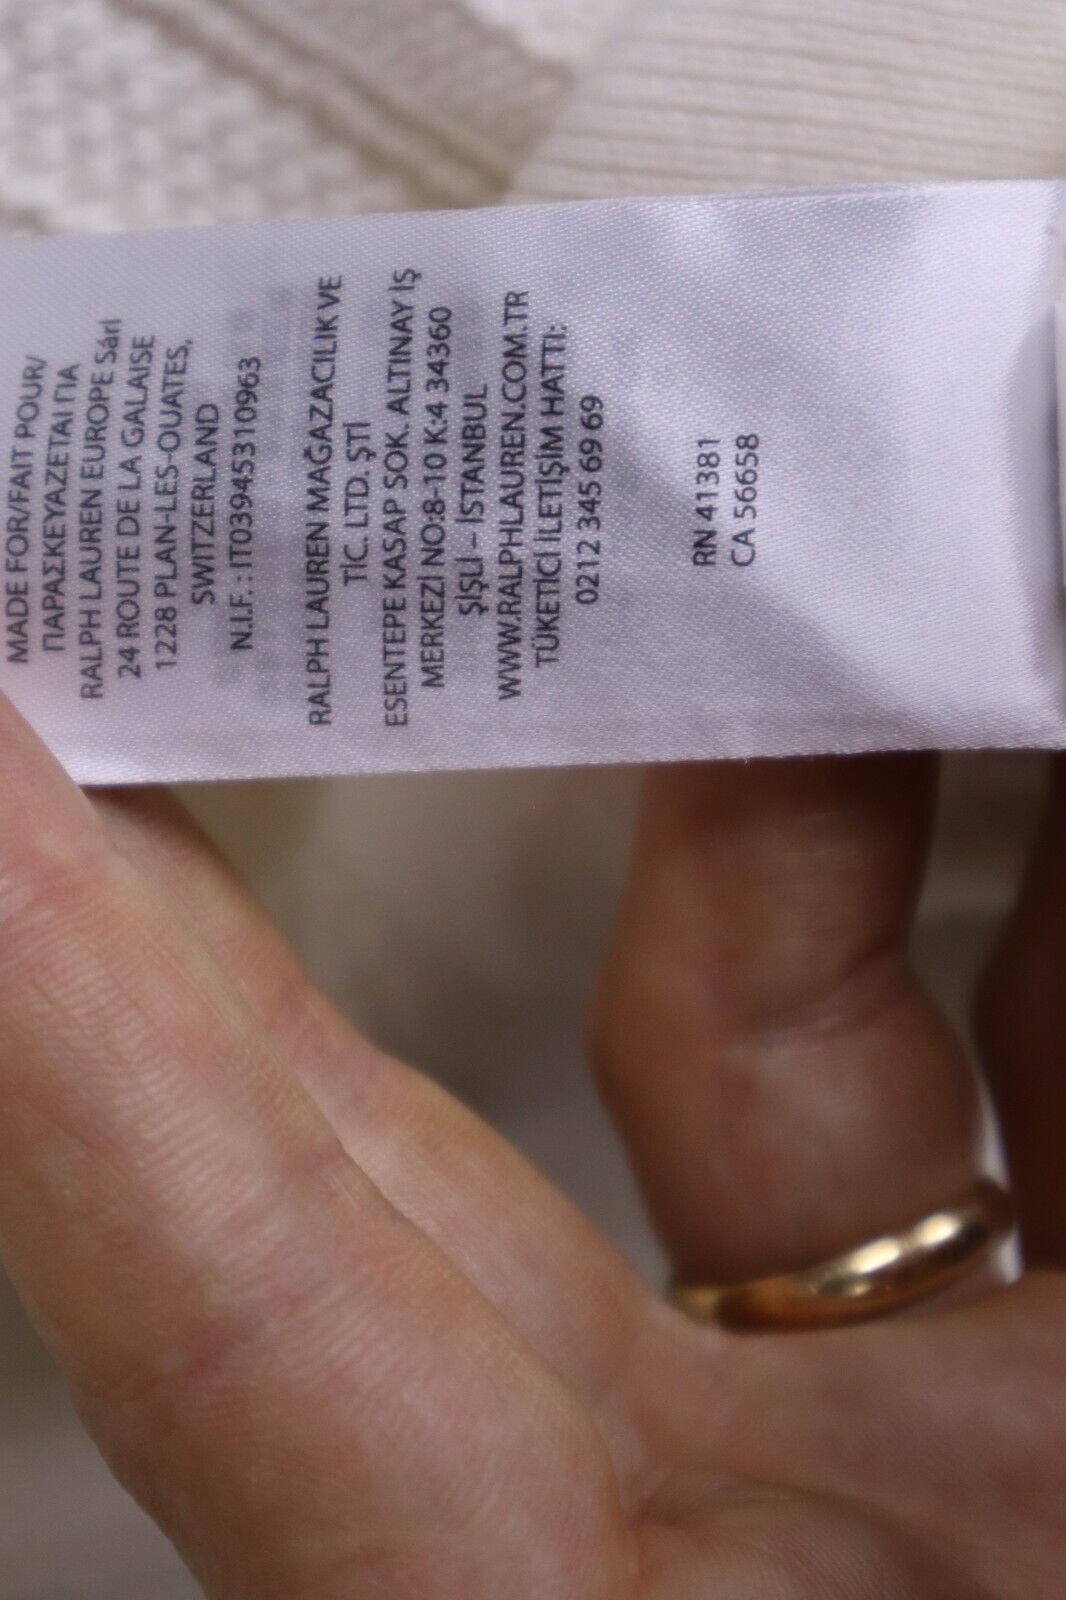 MADE FOR/FAIT POUR/
ΠΑΡΑΣΚΕΥΑΖΕΤΑΙ ΓΙΑ
RALPH LAUREN EUROPE Sárl
24 ROUTE DE LA GALAISE
1228 PLAN-LES-OUATES,
SWITZERLAND
N.I.F. : IT03945310963
RALPH LAUREN MAĞAZACILIK VE
TİC. LTD. ŞTİ
ESENTEPE KASAP SOK. ALTINAY İŞ
MERKEZİ NO:8-10 K:4 34360
ŞİŞLİ – İSTANBUL
WWW.RALPHLAUREN.COM.TR
TÜKETİCİ İLETİŞİM HATTI:
0212 345 69 69
RN 41381
CA 56658